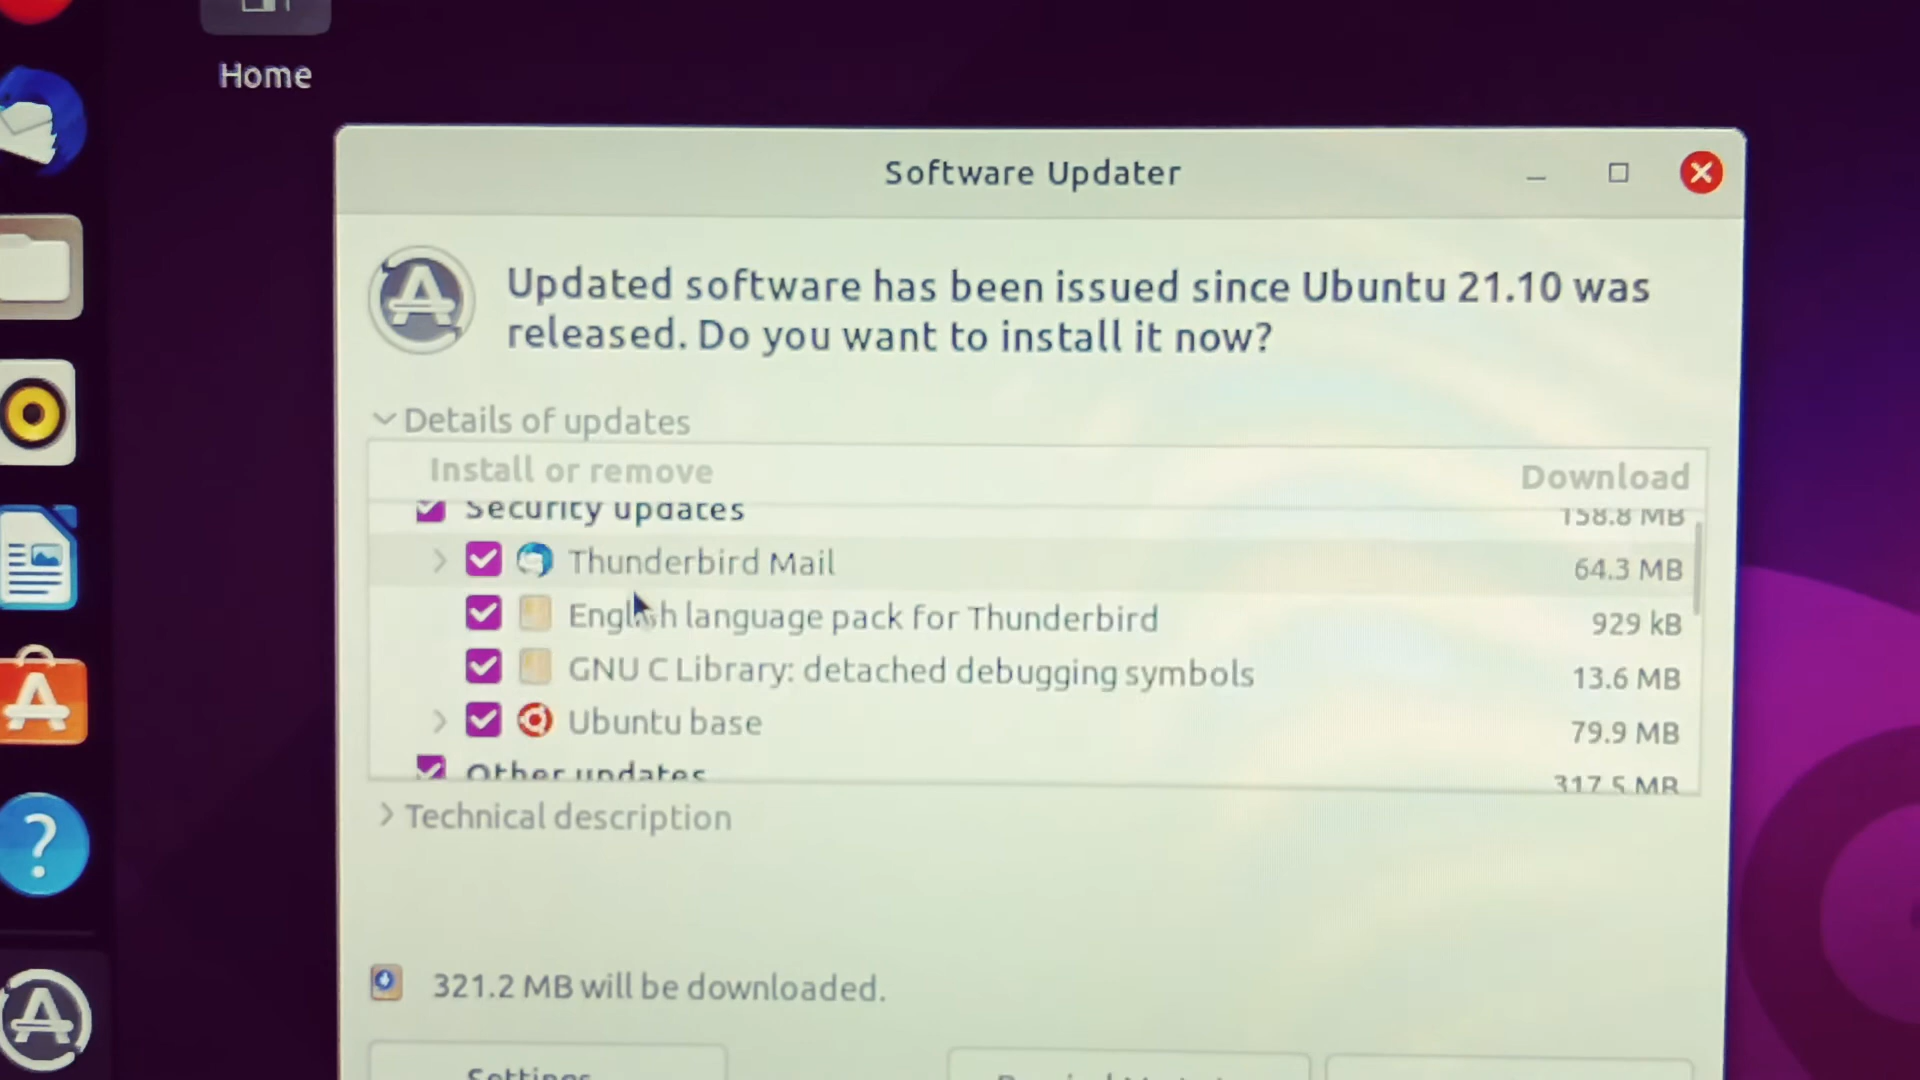 Home
Software Updater
Updated software has been issued since Ubuntu 21.10 was
released. Do you want to install it now?
Details of updates
Install or remove Download
Security updates 158.8 MB
Thunderbird Mail 64.3 MB
English language pack for Thunderbird 929 kB
GNU C Library: detached debugging symbols 13.6 MB
Ubuntu base 79.9 MB
Other updates 317.5 MB
Technical description
321.2 MB will be downloaded.
Settings